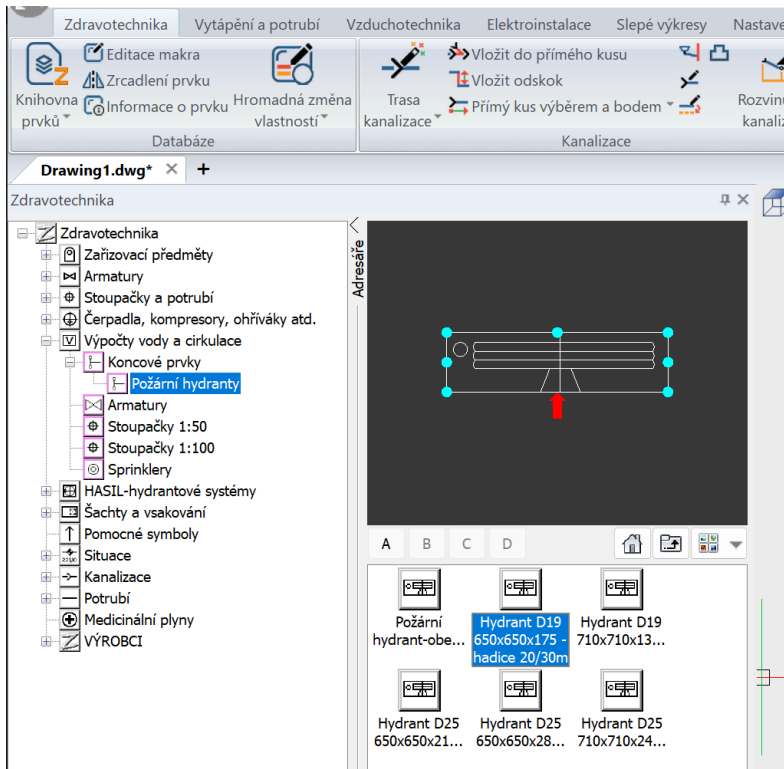 Zdravotechnika Vytápění a potrubí Vzduchotechnika Elektroinstalace Slepé výkresy
Editace makra
Zrcadlení prvku
Informace o prvku
Knihovna prvků
Hromadná změna vlastností
Databáze
Trasa kanalizace
Vložit do přímého kusu
Vložit odskok
Přímý kus výběrem a bodem
Kanalizace
Drawing1.dwg* × +
Zdravotechnika
Zdravotechnika
Zařizovací předměty
Armatury
Stoupačky a potrubí
Čerpadla, kompresory, ohříváky atd.
Výpočty vody a cirkulace
Koncové prvky
Požární hydranty
Armatury
Stoupačky 1:50
Stoupačky 1:100
Sprinklery
HASIL-hydrantové systémy
Šachty a vsakování
Pomocné symboly
Situace
Kanalizace
Potrubí
Medicinální plyny
VÝROBCI
Adresáře
A B C D
Požární
hydrant-obe...
Hydrant D19
650x650x175 -
hadice 20/30m
Hydrant D19
710x710x13...
Hydrant D25
650x650x21...
Hydrant D25
650x650x28...
Hydrant D25
710x710x24...